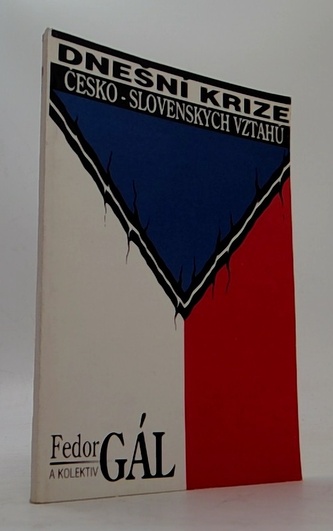 DNEŠNÍ KRIZE
ČESKO-SLOVENSKÝCH VZTAHŮ
Fedor
A KOLEKTIV
GÁL